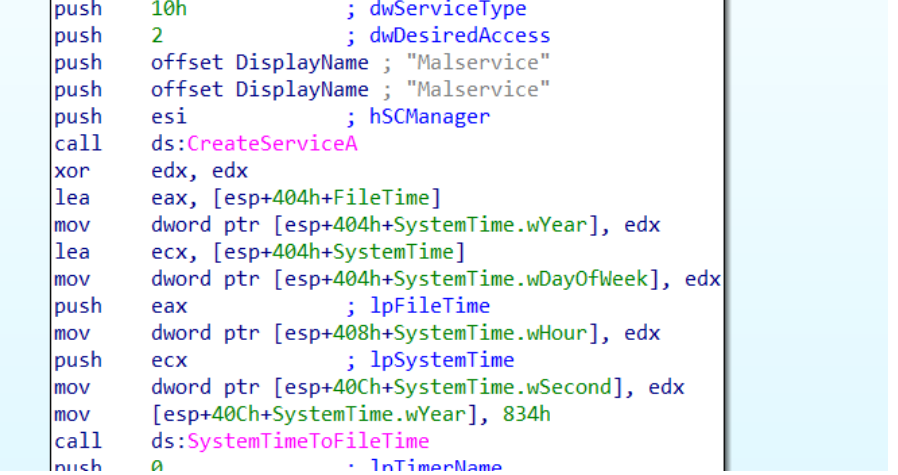 push 10h ; dwServiceType
push 2 ; dwDesiredAccess
push offset DisplayName ; "Malservice"
push offset DisplayName ; "Malservice"
push esi ; hSCManager
call ds:CreateServiceA
xor edx, edx
lea eax, [esp+404h+FileTime]
mov dword ptr [esp+404h+SystemTime.wYear], edx
lea ecx, [esp+404h+SystemTime]
mov dword ptr [esp+404h+SystemTime.wDayOfWeek], edx
push eax ; lpFileTime
mov dword ptr [esp+408h+SystemTime.wHour], edx
push ecx ; lpSystemTime
mov dword ptr [esp+40Ch+SystemTime.wSecond], edx
mov [esp+40Ch+SystemTime.wYear], 834h
call ds:SystemTimeToFileTime
push 0 ; lpTimerName